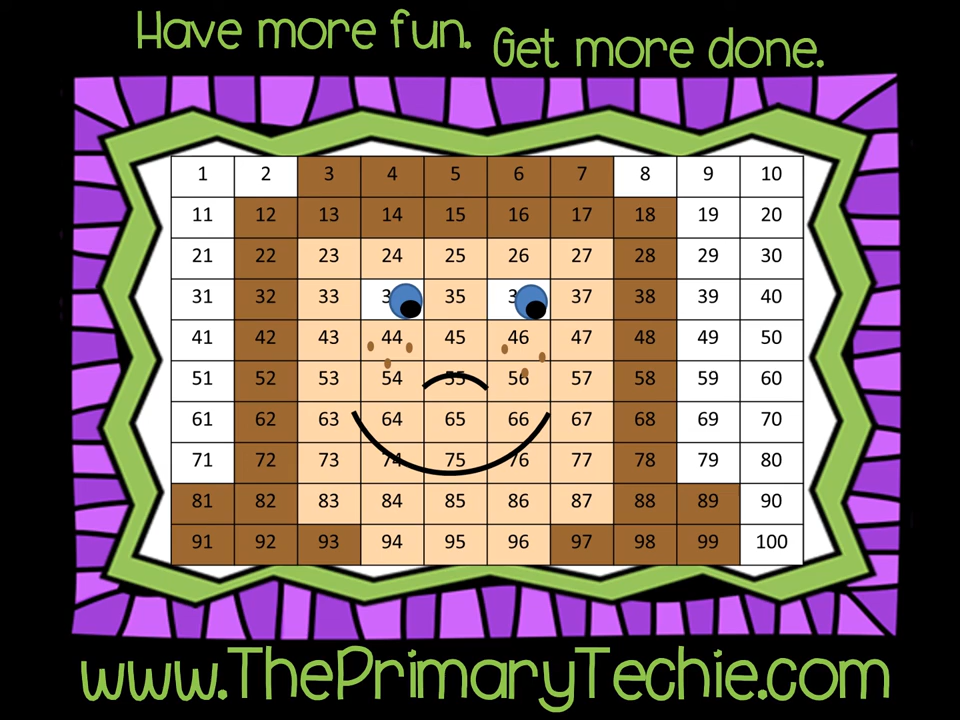 Have more fun. Get more done.
1 2 3 4 5 6 7 8 9 10
11 12 13 14 15 16 17 18 19 20
21 22 23 24 25 26 27 28 29 30
31 32 33 3 35 3 37 38 39 40
41 42 43 44 45 46 47 48 49 50
51 52 53 54 55 56 57 58 59 60
61 62 63 64 65 66 67 68 69 70
71 72 73 74 75 76 77 78 79 80
81 82 83 84 85 86 87 88 89 90
91 92 93 94 95 96 97 98 99 100
www.ThePrimaryTechie.com